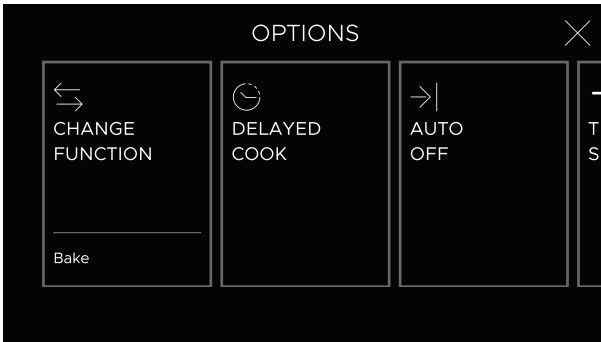 OPTIONS
CHANGE
FUNCTION
Bake
DELAYED
COOK
AUTO
OFF
T
S